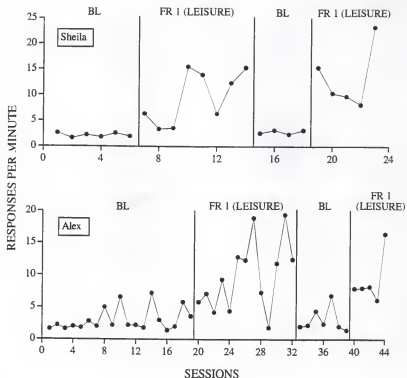 BL FR 1 (LEISURE) BL FR 1 (LEISURE)
Sheila
25
20
15
10
5
0
0 4 8 12 16 20 24
RESPONSES PER MINUTE
BL FR 1 (LEISURE) BL FR 1
(LEISURE)
Alex
20
15
10
5
0
0 4 8 12 16 20 24 28 32 36 40 44
SESSIONS